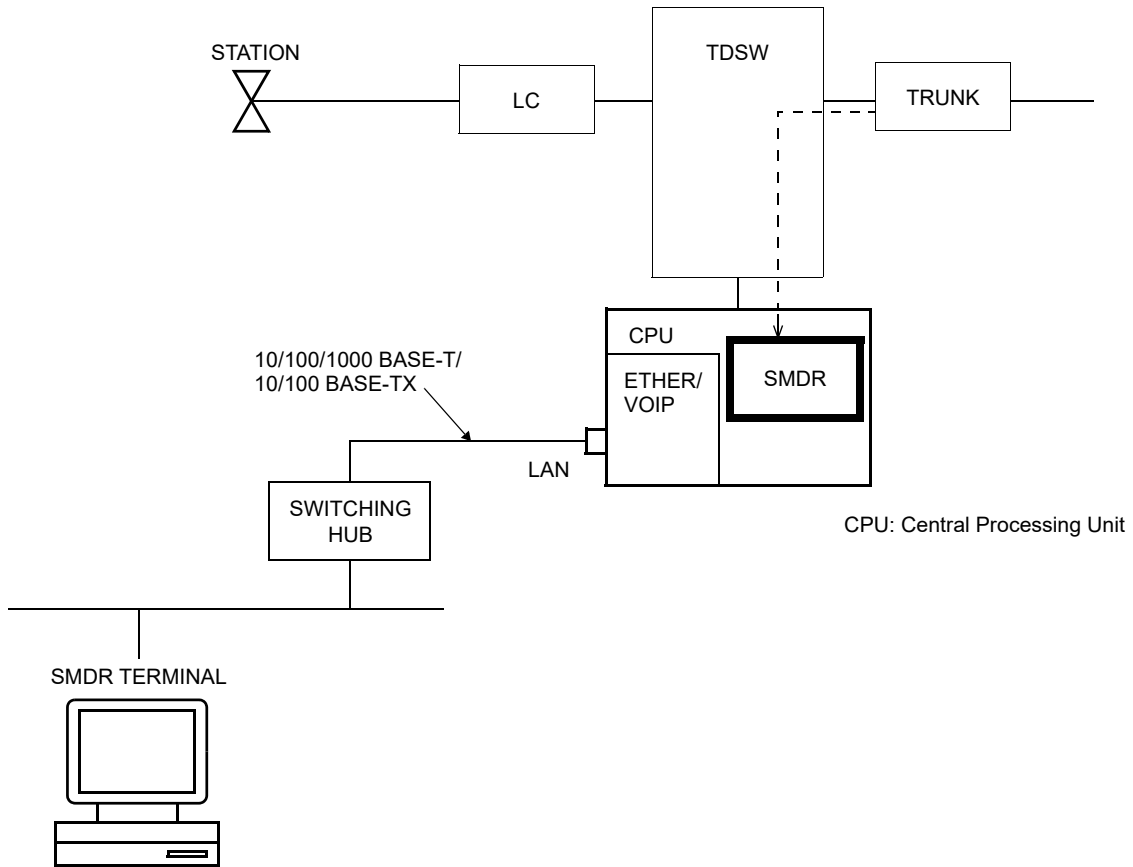 STATION
TDSW
LC
TRUNK
CPU
SMDR
ETHER/
VOIP
10/100/1000 BASE-T/
10/100 BASE-TX
LAN
SWITCHING
HUB
CPU: Central Processing Unit
SMDR TERMINAL